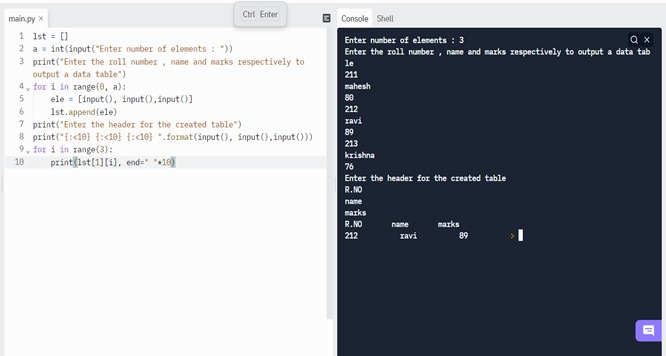 main.py ×
Ctrl Enter
Console Shell
1 lst = []
2 a = int(input("Enter number of elements : "))
3 print("Enter the roll number , name and marks respectively to
output a data table")
4 for i in range(0, a):
5 ele = [input(), input(),input()]
6 lst.append(ele)
7 print("Enter the header for the created table")
8 print("{:<10} {:<10} {:<10} ".format(input(), input(),input()))
9 for i in range(3):
10 print(lst[1][i], end=" "*10)
Enter number of elements : 3
Enter the roll number , name and marks respectively to output a data tab
le
211
mahesh
80
212
ravi
89
213
krishna
76
Enter the header for the created table
R.NO
name
marks
R.NO name marks
212 ravi 89 >